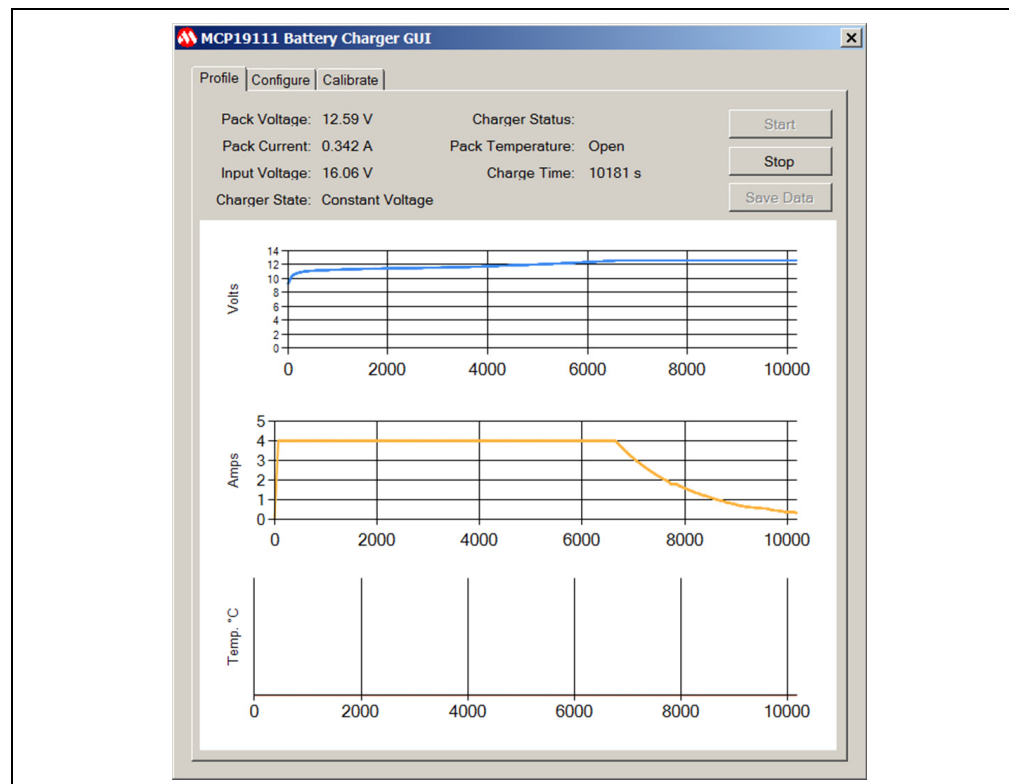 MCP19111 Battery Charger GUI
Profile Configure Calibrate
Pack Voltage: 12.59 V Charger Status: Start
Pack Current: 0.342 A Pack Temperature: Open Stop
Input Voltage: 16.06 V Charge Time: 10181 s
Charger State: Constant Voltage Save Data
Volts
14
12
10
8
6
4
2
0
0 2000 4000 6000 8000 10000
Amps
5
4
3
2
1
0
0 2000 4000 6000 8000 10000
Temp. °C
0 2000 4000 6000 8000 10000